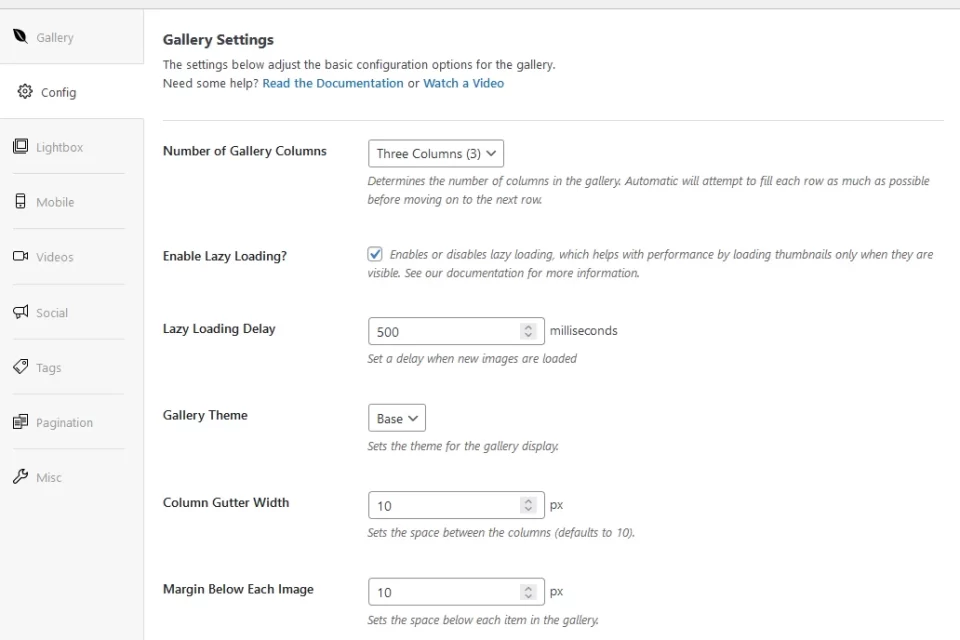 Gallery
Config
Lightbox
Mobile
Videos
Social
Tags
Pagination
Misc
Gallery Settings
The settings below adjust the basic configuration options for the gallery.
Need some help? Read the Documentation or Watch a Video
Number of Gallery Columns
Three Columns (3)
Determines the number of columns in the gallery. Automatic will attempt to fill each row as much as possible
before moving on to the next row.
Enable Lazy Loading?
Enables or disables lazy loading, which helps with performance by loading thumbnails only when they are
visible. See our documentation for more information.
Lazy Loading Delay
500 milliseconds
Set a delay when new images are loaded
Gallery Theme
Base
Sets the theme for the gallery display.
Column Gutter Width
10 px
Sets the space between the columns (defaults to 10).
Margin Below Each Image
10 px
Sets the space below each item in the gallery.